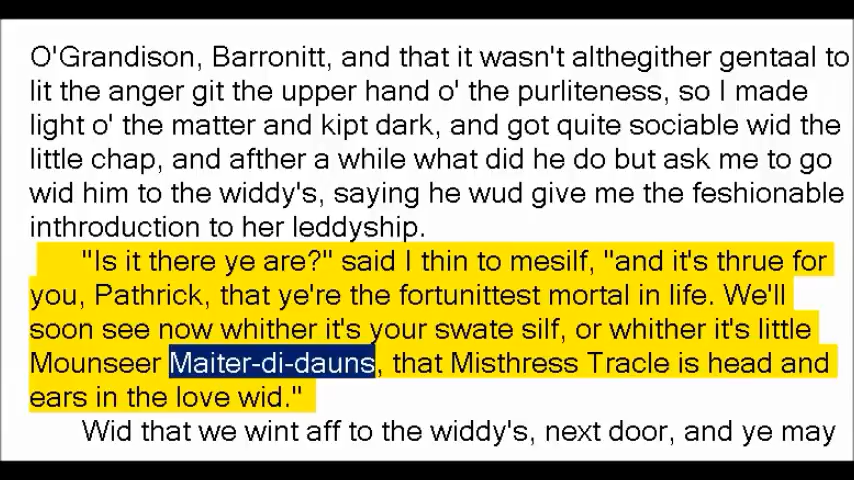 O'Grandison, Barronitt, and that it wasn't althegither gentaal to
lit the anger git the upper hand o' the purliteness, so I made
light o' the matter and kipt dark, and got quite sociable wid the
little chap, and afther a while what did he do but ask me to go
wid him to the widdy's, saying he wud give me the feshionable
inthroduction to her leddyship.
"Is it there ye are?" said I thin to mesilf, "and it's thrue for
you, Pathrick, that ye're the fortunittest mortal in life. We'll
soon see now whither it's your swate silf, or whither it's little
Mounseer Maiter-di-dauns, that Misthress Tracle is head and
ears in the love wid."
Wid that we wint aff to the widdy's, next door, and ye may